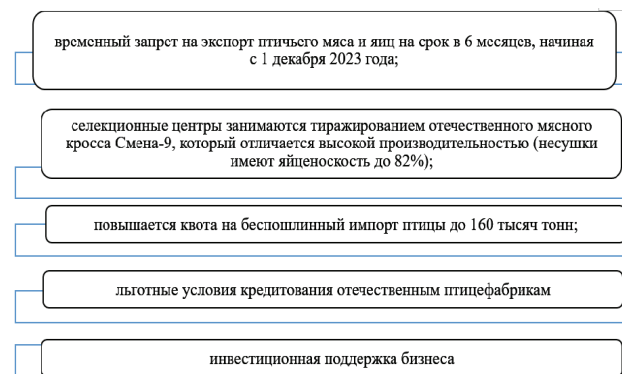 временный запрет на экспорт птичьего мяса и яиц на срок в 6 месяцев, начиная
с 1 декабря 2023 года;
селекционные центры занимаются тиражированием отечественного мясного
кросса Смена-9, который отличается высокой производительностью (несушки
имеют яйценоскость до 82%);
повышается квота на беспошлинный импорт птицы до 160 тысяч тонн;
льготные условия кредитования отечественным птицефабрикам
инвестиционная поддержка бизнеса